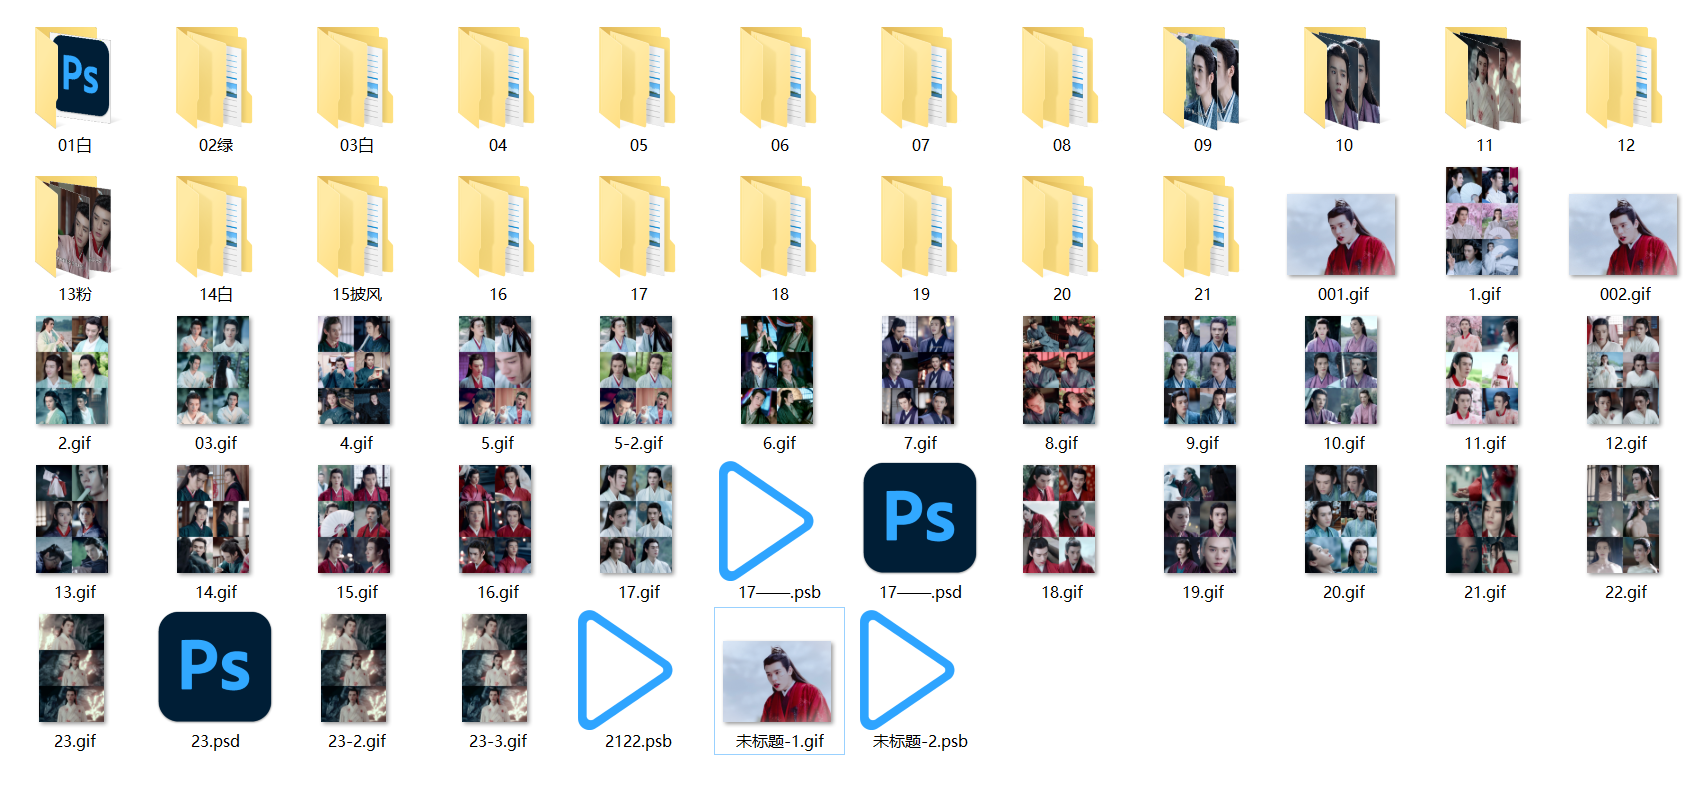 Ps
01白 02绿 03白 04 05 06 07 08 09 10 11 12
13粉 14白 15披风 16 17 18 19 20 21 001.gif 1.gif 002.gif
2.gif 03.gif 4.gif 5.gif 5-2.gif 6.gif 7.gif 8.gif 9.gif 10.gif 11.gif 12.gif
Ps
13.gif 14.gif 15.gif 16.gif 17.gif 17——.psb 17——.psd 18.gif 19.gif 20.gif 21.gif 22.gif
Ps
23.gif 23.psd 23-2.gif 23-3.gif 2122.psb 未标题-1.gif 未标题-2.psb